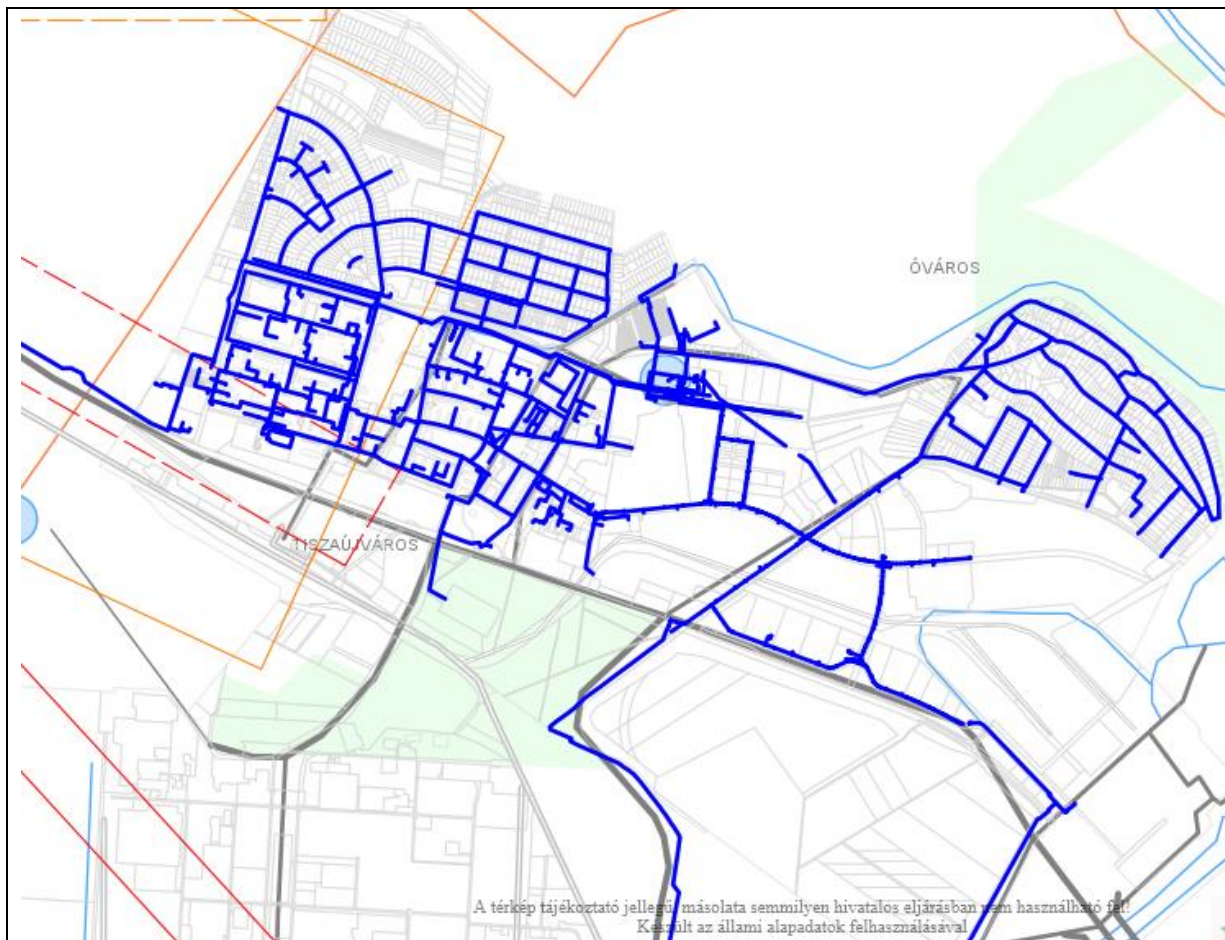 ÓVÁROS
TISZAÚJVÁROS
A térkép tájékoztató jellegű, másolata semmilyen hivatalos eljárásban nem használható fel!
Készült az állami alapadatok felhasználásával